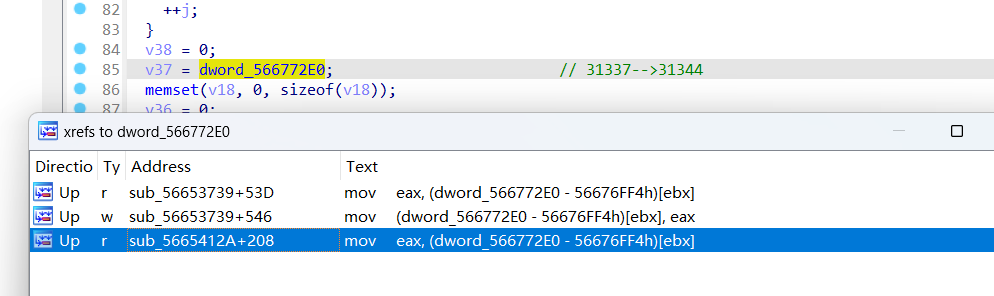 82 ++j;
83 }
84 v38 = 0;
85 v37 = dword_566772E0; // 31337-->31344
86 memset(v18, 0, sizeof(v18));
87 v36 = 0;
xrefs to dword_566772E0
Directio Ty Address Text
Up r sub_56653739+53D mov eax, (dword_566772E0 - 56676FF4h)[ebx]
Up w sub_56653739+546 mov (dword_566772E0 - 56676FF4h)[ebx], eax
Up r sub_5665412A+208 mov eax, (dword_566772E0 - 56676FF4h)[ebx]